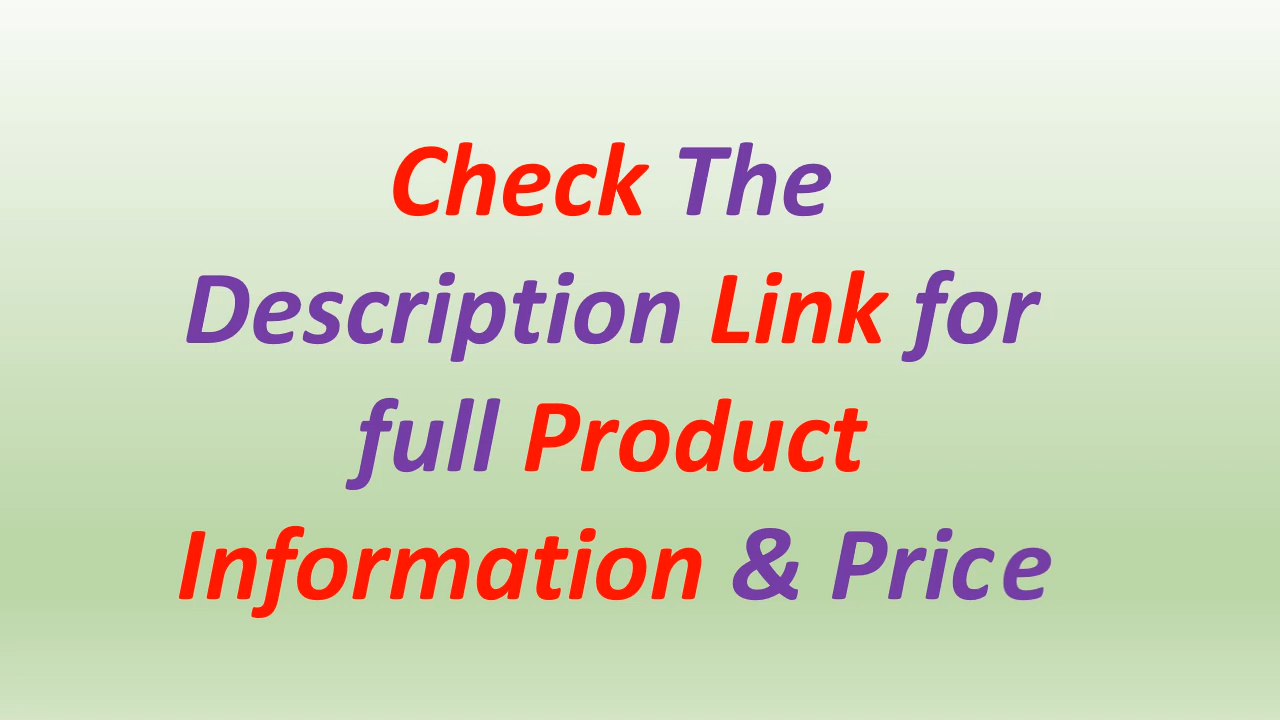 Check The
Description Link for
full Product
Information & Price